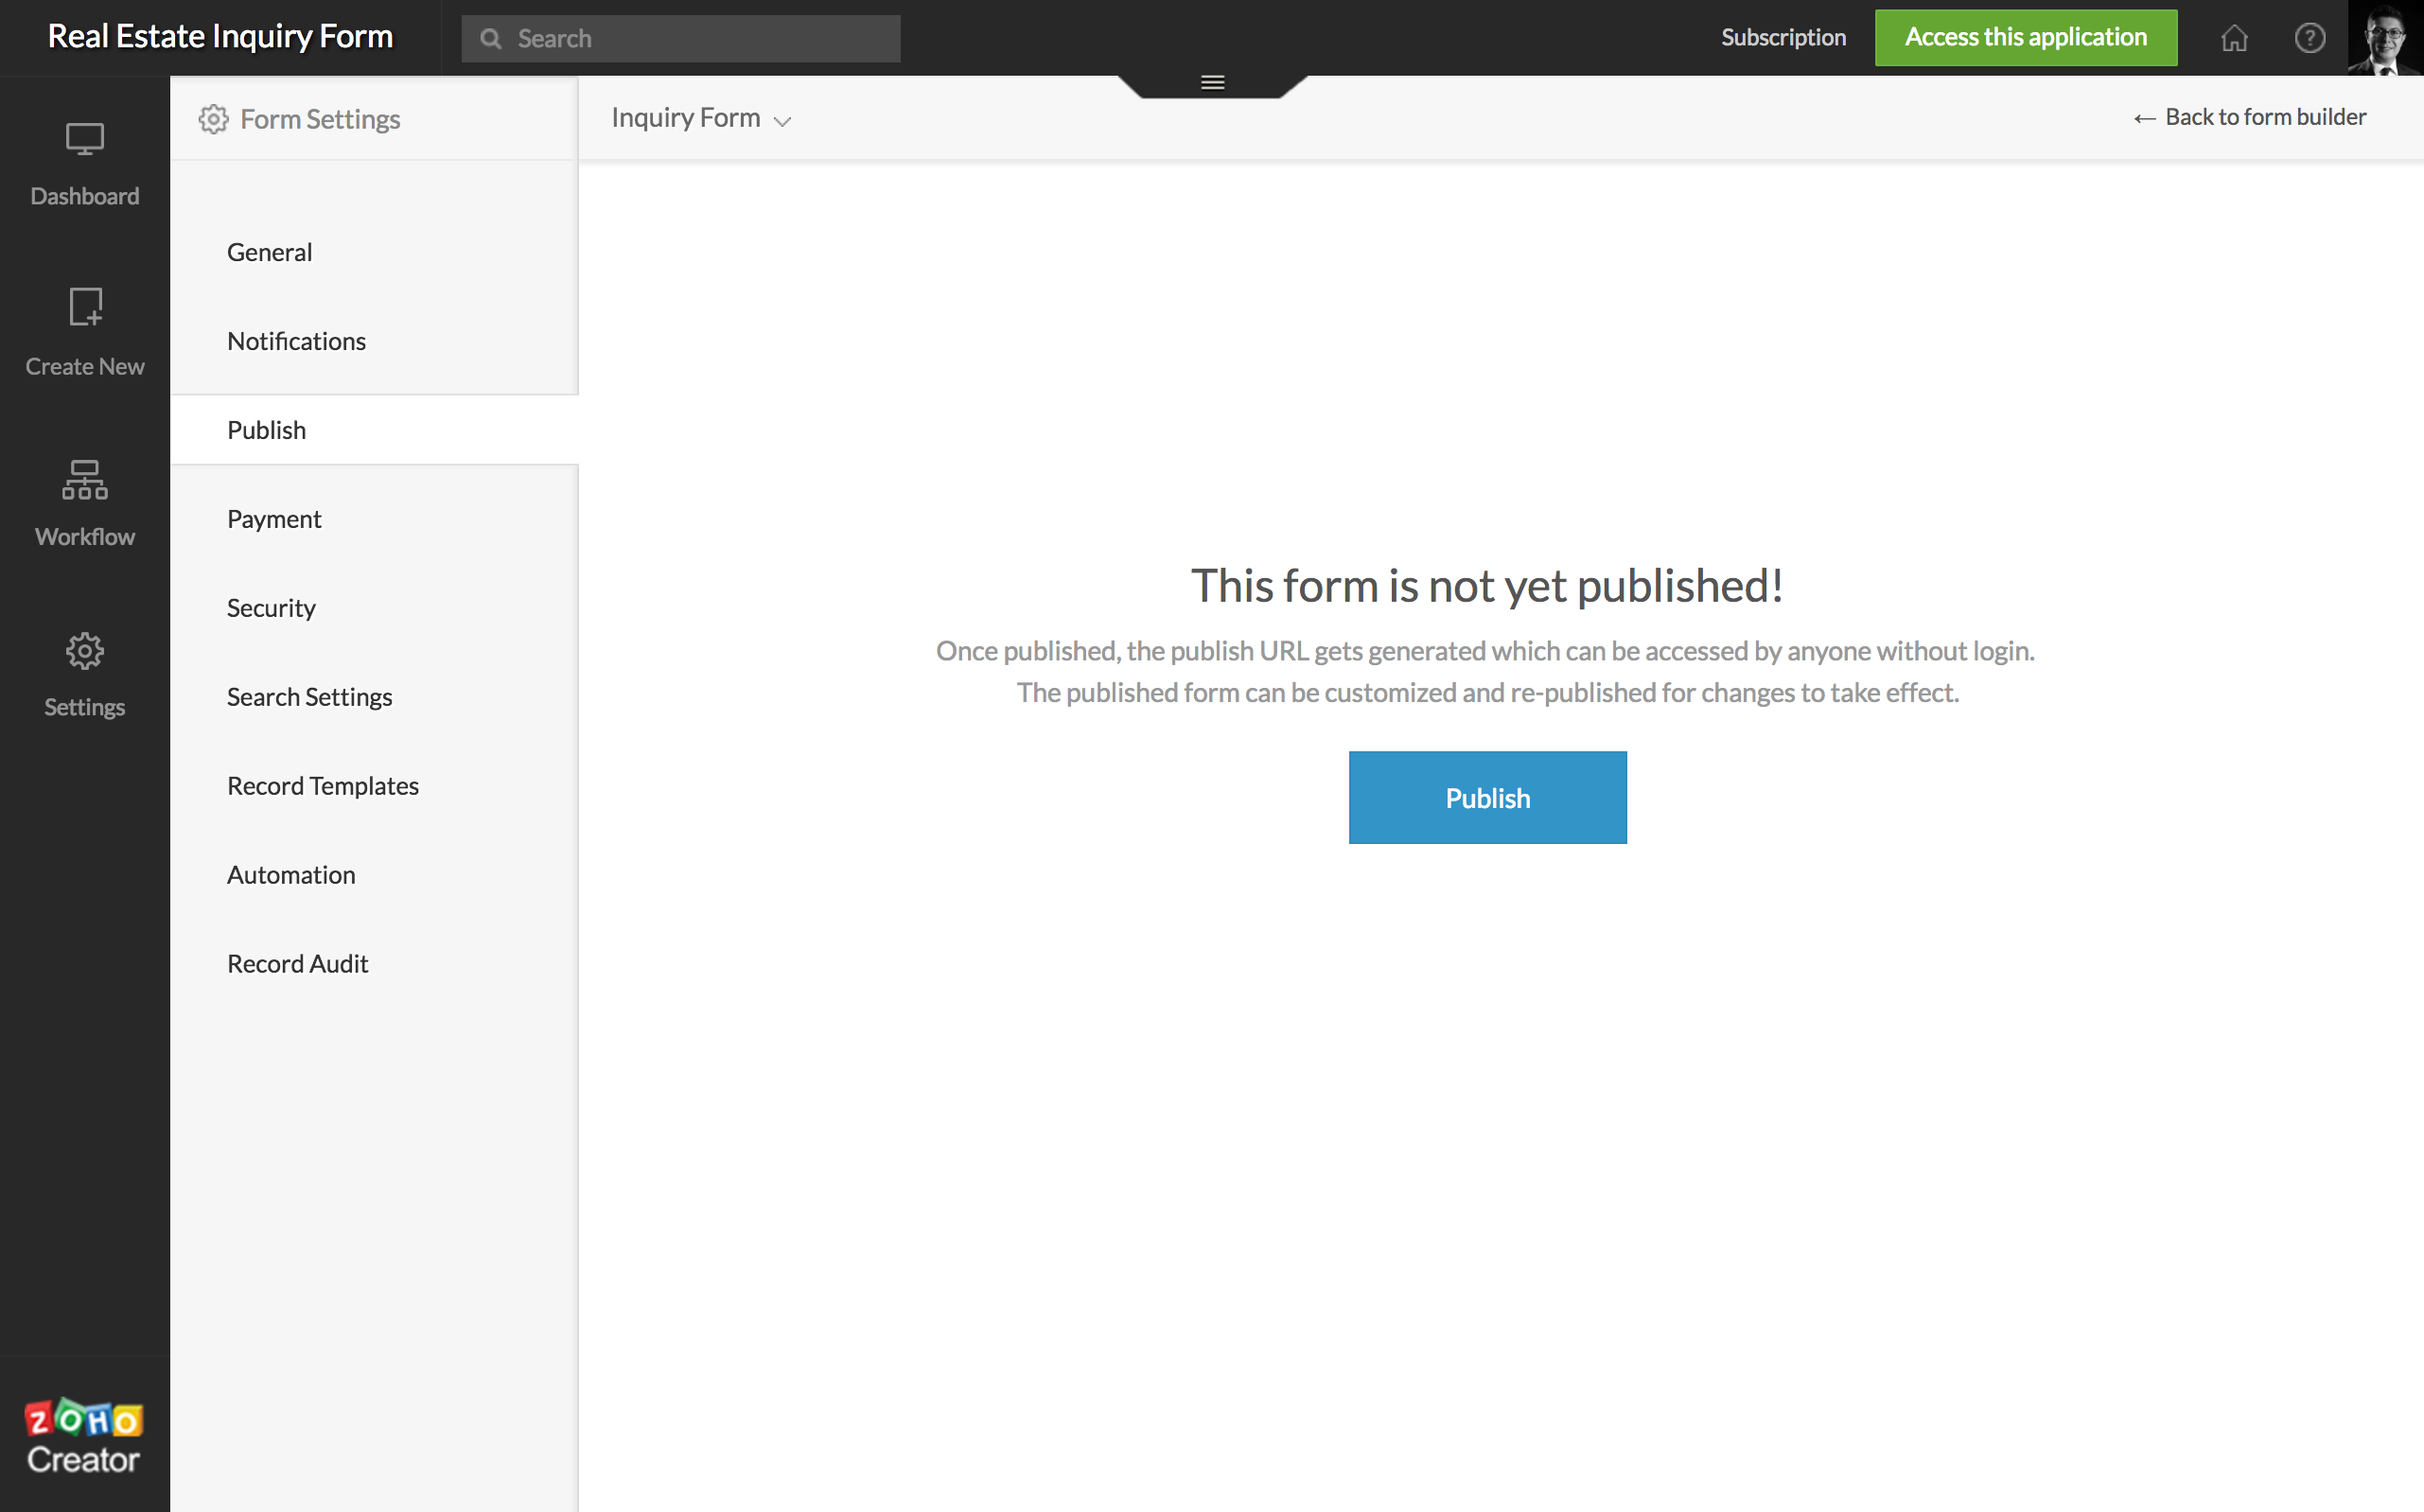 Real Estate Inquiry Form
Search
Subscription
Access this application
?
Dashboard
Create New
Workflow
Settings
ZOHO
Creator
Form Settings
General
Notifications
Publish
Payment
Security
Search Settings
Record Templates
Automation
Record Audit
Inquiry Form
← Back to form builder
This form is not yet published!
Once published, the publish URL gets generated which can be accessed by anyone without login.
The published form can be customized and re-published for changes to take effect.
Publish